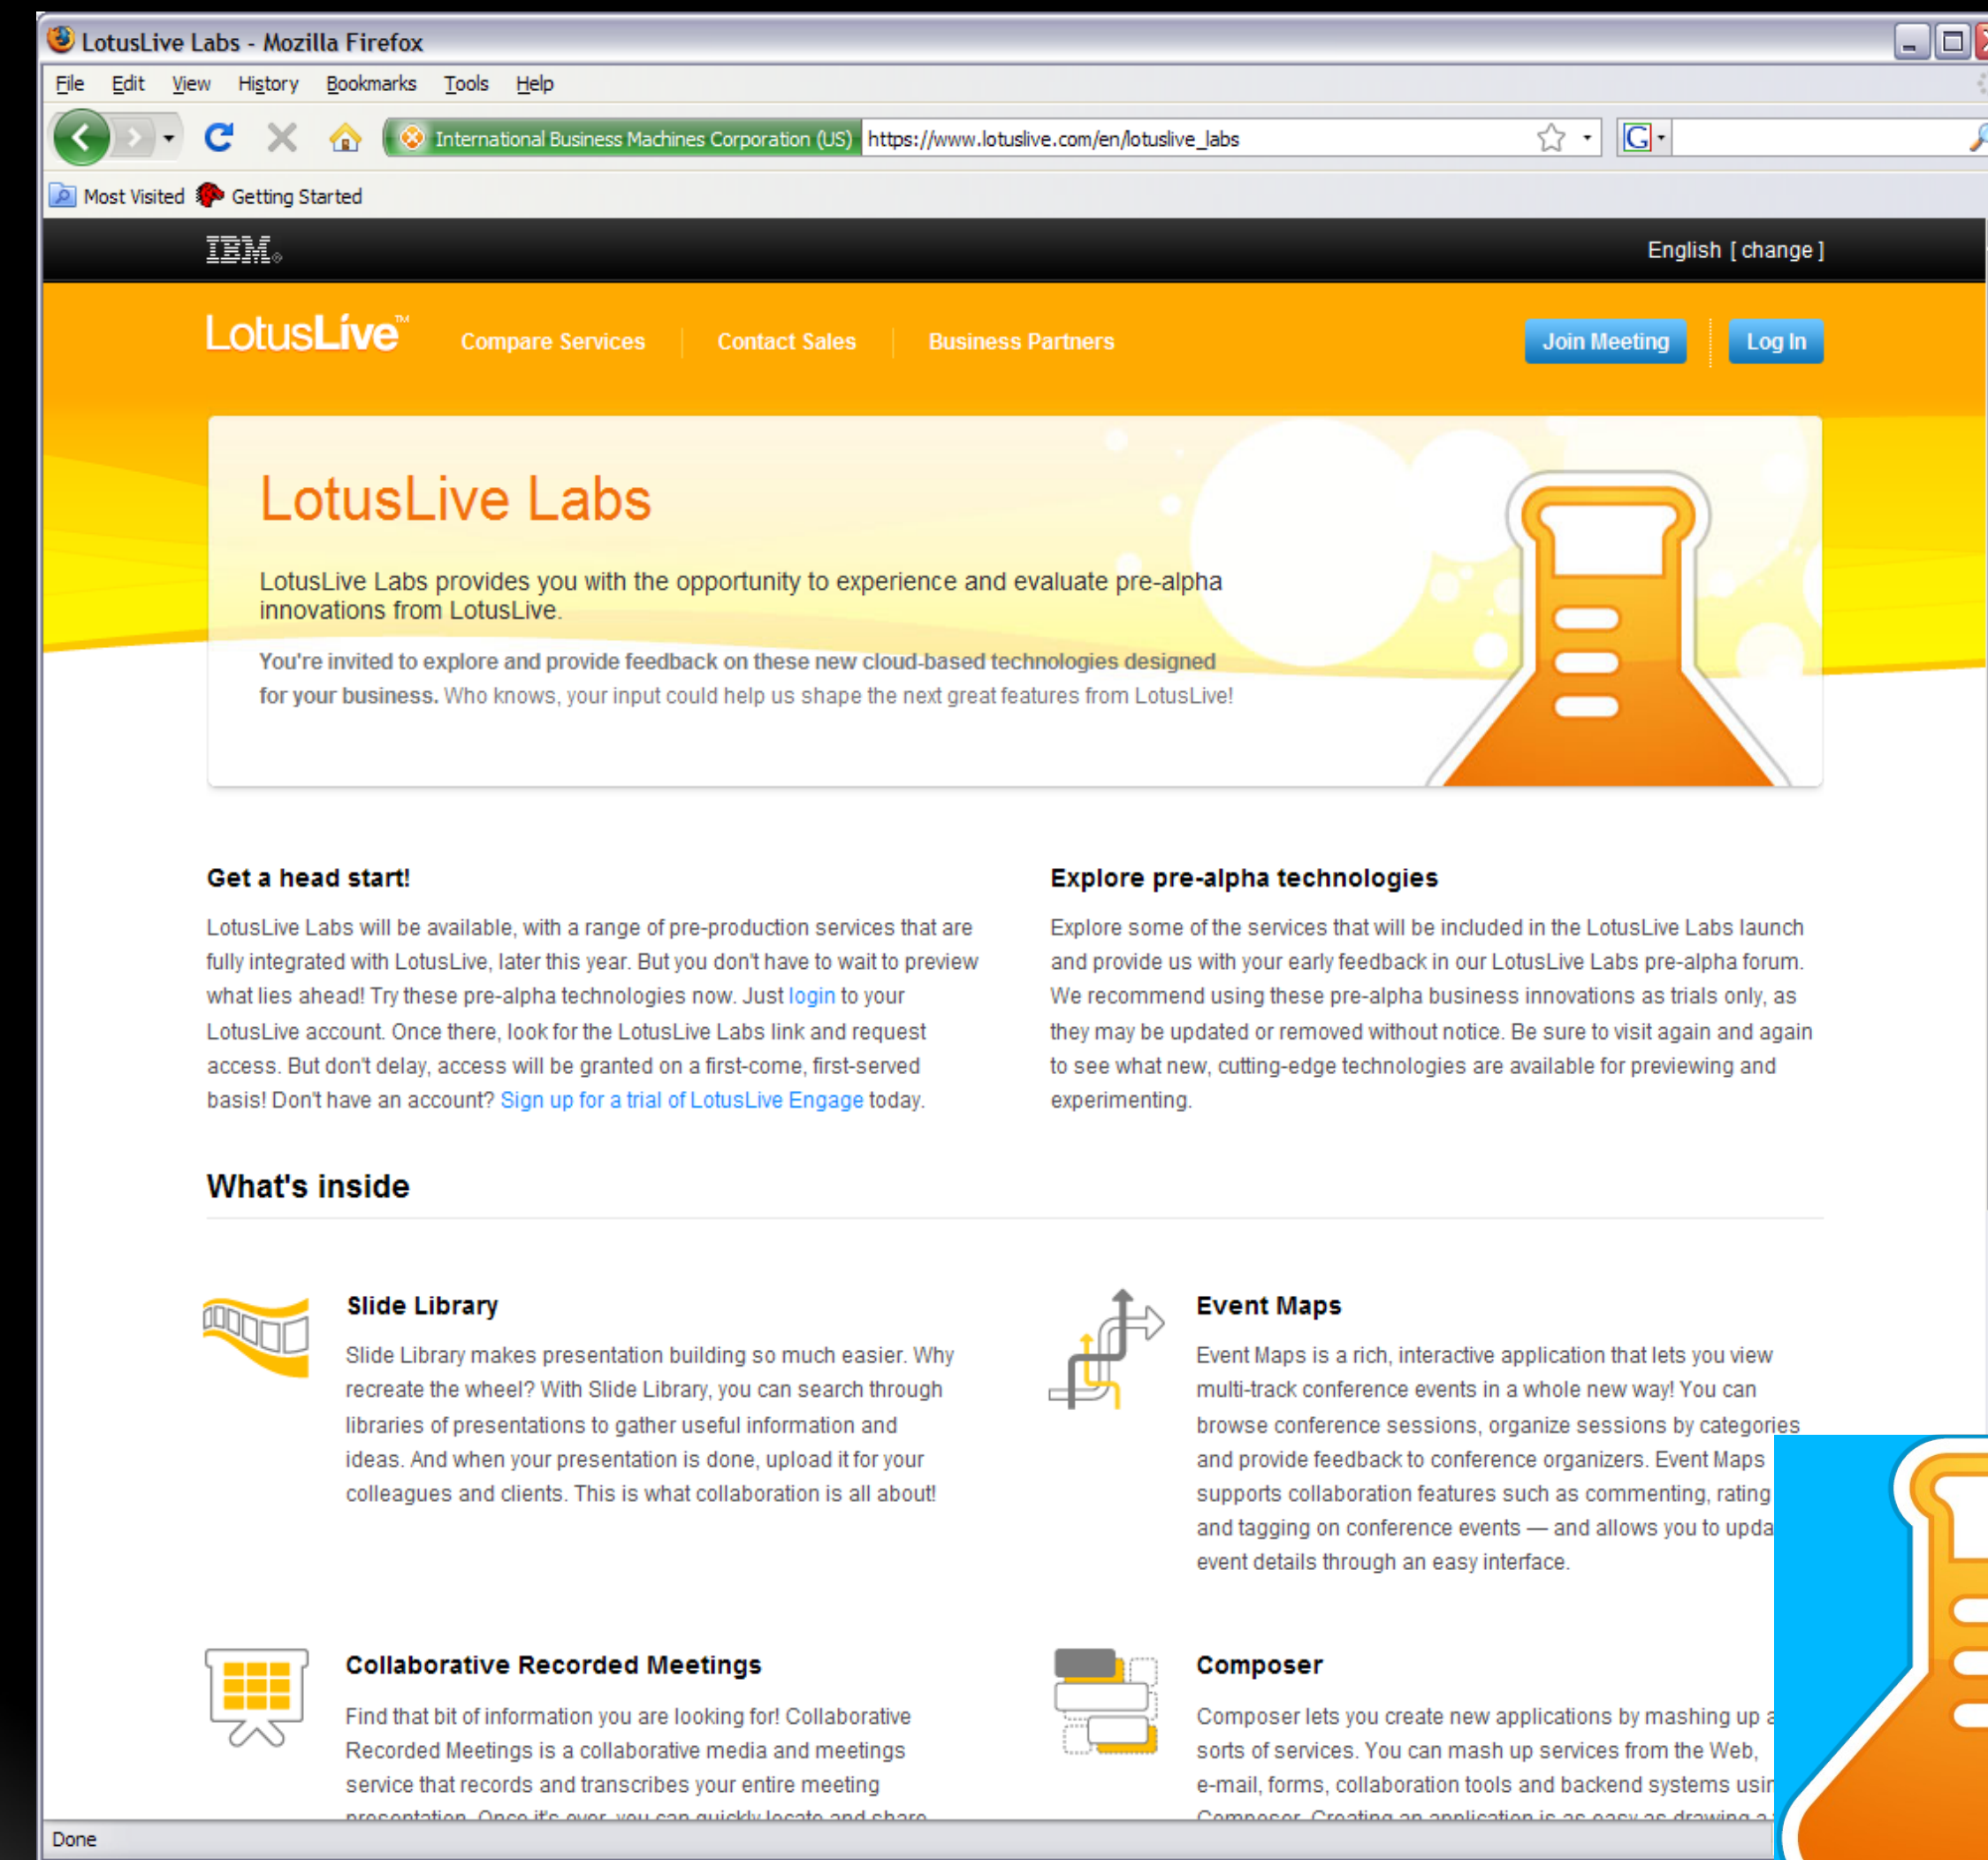 LotusLive Labs - Mozilla Firefox
File Edit View History Bookmarks Tools Help
International Business Machines Corporation (US) https://www.lotuslive.com/en/lotuslive_labs
Most Visited Getting Started
IBM®
English [ change ]
LotusLive™ Compare Services Contact Sales Business Partners Join Meeting Log In
LotusLive Labs
LotusLive Labs provides you with the opportunity to experience and evaluate pre-alpha
innovations from LotusLive.
You're invited to explore and provide feedback on these new cloud-based technologies designed
for your business. Who knows, your input could help us shape the next great features from LotusLive!
Get a head start!
LotusLive Labs will be available, with a range of pre-production services that are
fully integrated with LotusLive, later this year. But you don't have to wait to preview
what lies ahead! Try these pre-alpha technologies now. Just login to your
LotusLive account. Once there, look for the LotusLive Labs link and request
access. But don't delay, access will be granted on a first-come, first-served
basis! Don't have an account? Sign up for a trial of LotusLive Engage today.
Explore pre-alpha technologies
Explore some of the services that will be included in the LotusLive Labs launch
and provide us with your early feedback in our LotusLive Labs pre-alpha forum.
We recommend using these pre-alpha business innovations as trials only, as
they may be updated or removed without notice. Be sure to visit again and again
to see what new, cutting-edge technologies are available for previewing and
experimenting.
What's inside
Slide Library
Slide Library makes presentation building so much easier. Why
recreate the wheel? With Slide Library, you can search through
libraries of presentations to gather useful information and
ideas. And when your presentation is done, upload it for your
colleagues and clients. This is what collaboration is all about!
Event Maps
Event Maps is a rich, interactive application that lets you view
multi-track conference events in a whole new way! You can
browse conference sessions, organize sessions by categories
and provide feedback to conference organizers. Event Maps
supports collaboration features such as commenting, rating
and tagging on conference events — and allows you to
event details through an easy interface.
Collaborative Recorded Meetings
Find that bit of information you are looking for! Collaborative
Recorded Meetings is a collaborative media and meetings
service that records and transcribes your entire meeting
presentation. Once it's over, you can quickly locate and share
Composer
Composer lets you create new applications by mashing up
sorts of services. You can mash up services from the Web,
e-mail, forms, collaboration tools and backend systems
Composer. Creating an application is as easy as drawing a
Done